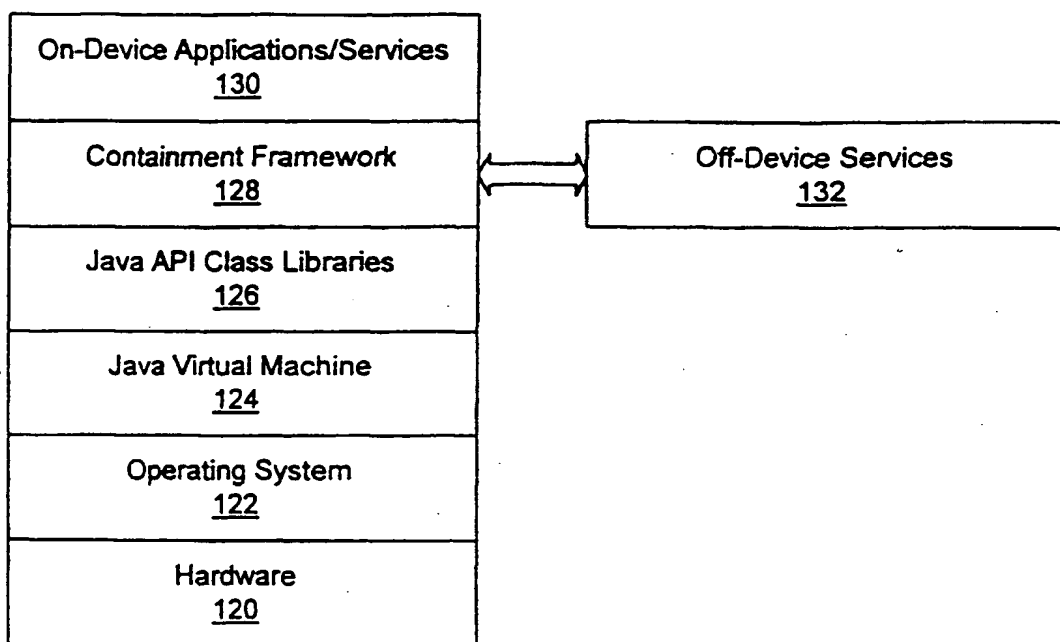 On-Device Applications/Services
130
Containment Framework
128
Off-Device Services
132
Java API Class Libraries
126
Java Virtual Machine
124
Operating System
122
Hardware
120